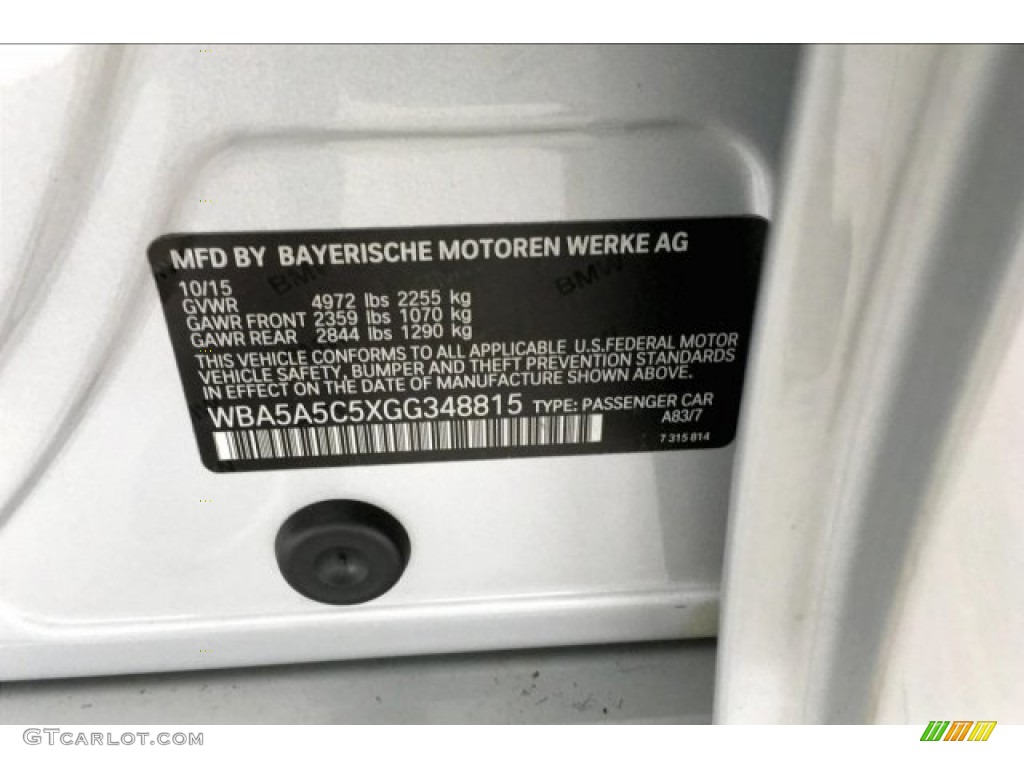 MFD BY BAYERISCHE MOTOREN WERKE AG
10/15
GVWR 4972 lbs 2255 kg
GAWR FRONT 2359 lbs 1070 kg
GAWR REAR 2844 lbs 1290 kg
THIS VEHICLE CONFORMS TO ALL APPLICABLE U.S.FEDERAL MOTOR
VEHICLE SAFETY, BUMPER AND THEFT PREVENTION STANDARDS
IN EFFECT ON THE DATE OF MANUFACTURE SHOWN ABOVE.
WBA5A5C5XGG348815 TYPE: PASSENGER CAR
A83/7
7 315 814
BMW BMW
GTCARLOT.COM